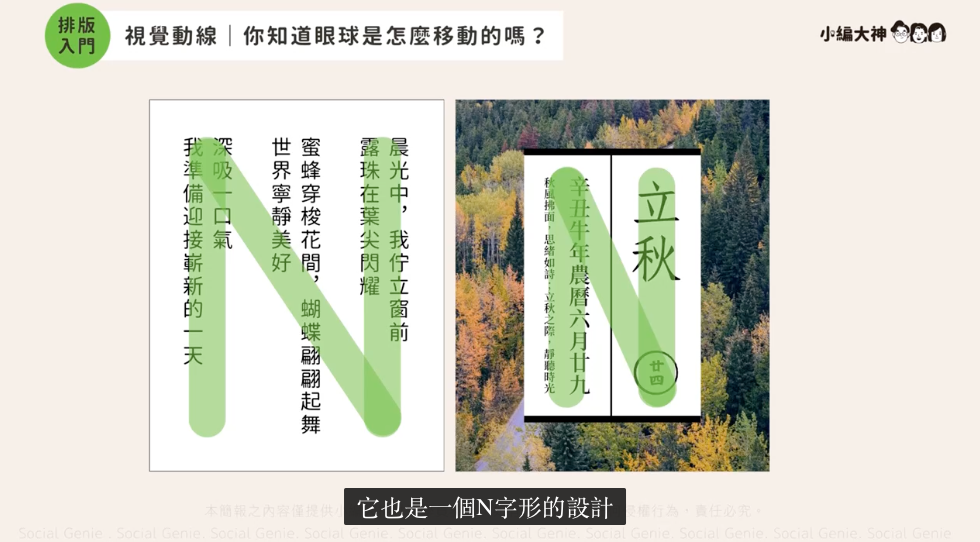 排版
入門
視覺動線｜你知道眼球是怎麼移動的嗎？
小編大神
晨光中，我佇立窗前
露珠在葉尖閃耀
蜜蜂穿梭花間，蝴蝶翩翩起舞
世界寧靜美好
深吸一口氣
我準備迎接嶄新的一天
立秋
廿四
辛丑牛年農曆六月廿九
秋風拂面，思緒如詩；立秋之際，靜聽時光
它也是一個N字形的設計
本簡報之內容僅提供小
權行為，責任必究。
Social Genie. Social Genie. Social Genie. Social Genie. Social Genie. Social Genie. Social Genie. Social Genie. Social Genie. Social Genie.